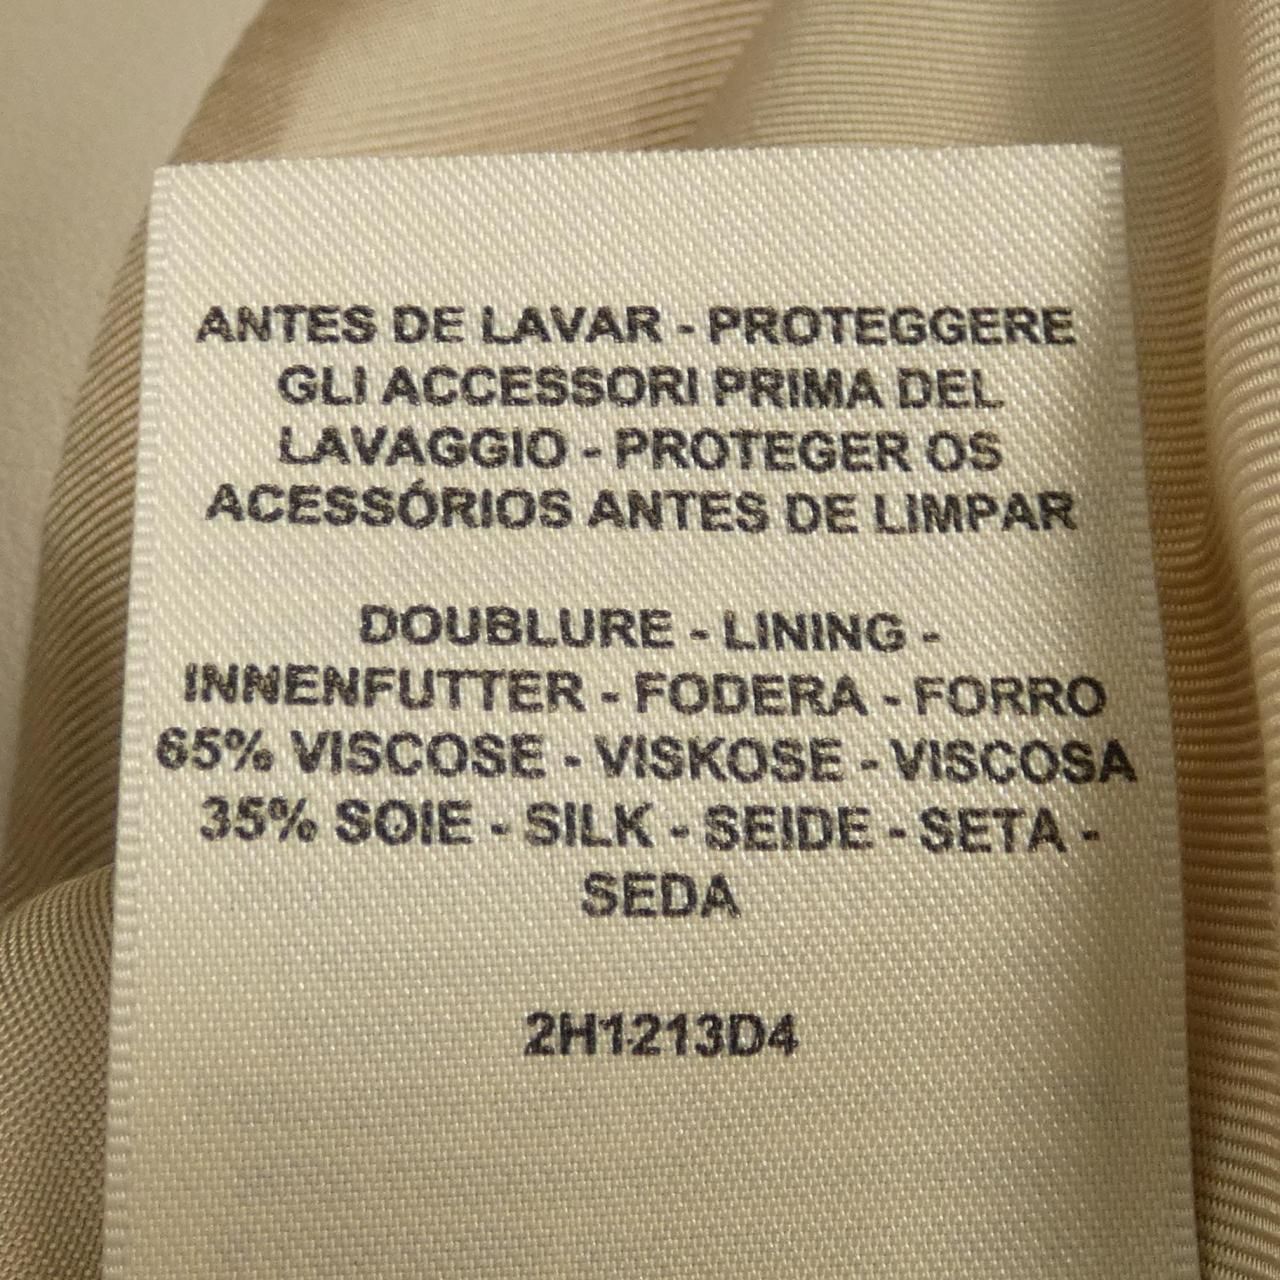 ANTES DE LAVAR - PROTEGGERE
GLI ACCESSORI PRIMA DEL
LAVAGGIO - PROTEGER OS
ACESSÓRIOS ANTES DE LIMPAR
DOUBLURE - LINING -
INNENFUTTER - FODERA - FORRO
65% VISCOSE - VISKOSE - VISCOSA
35% SOIE - SILK - SEIDE - SETA -
SEDA
2H1213D4